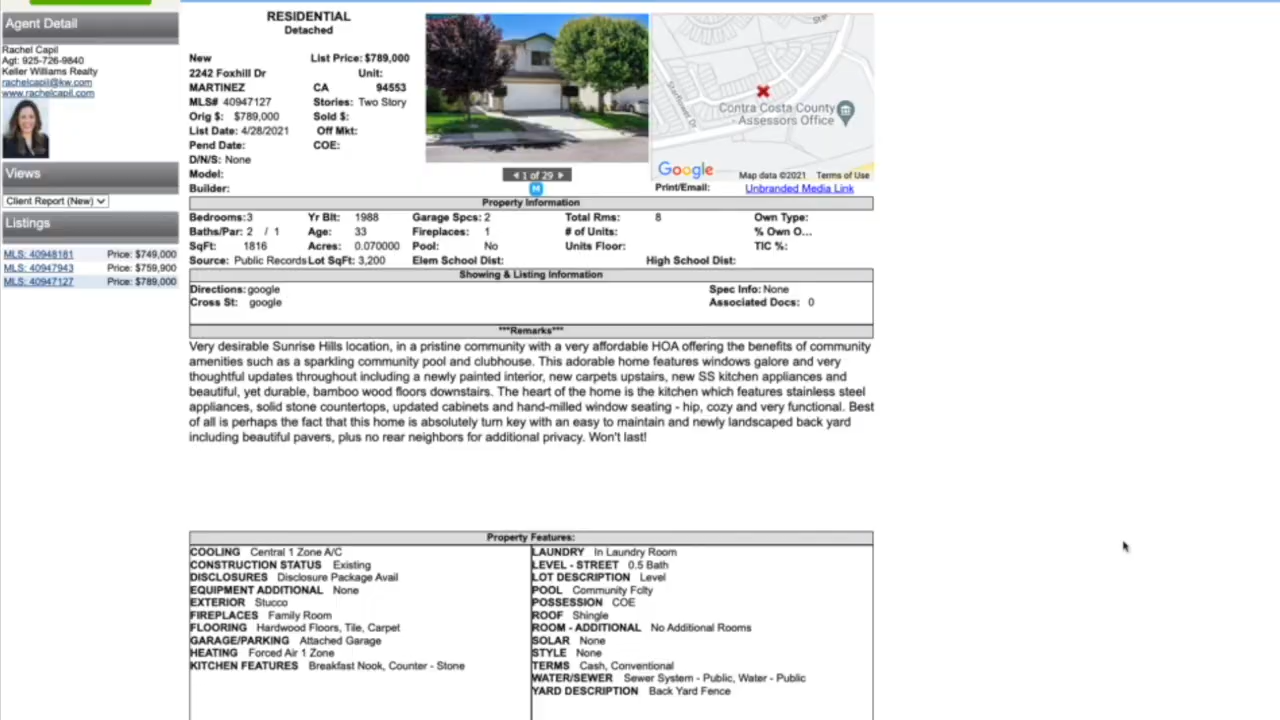 Agent Detail
Rachel Capil
Agt: 925-726-9840
Keller Williams Realty
rachelcapil@kw.com
www.rachelcapil.com
Views
Client Report (New)
Listings
MLS: 40948181 Price: $749,000
MLS: 40947943 Price: $759,900
MLS: 40947127 Price: $789,000
RESIDENTIAL
Detached
New List Price: $789,000
2242 Foxhill Dr Unit:
MARTINEZ CA 94553
MLS# 40947127 Stories: Two Story
Orig $: $789,000 Sold $:
List Date: 4/28/2021 Off Mkt:
Pend Date: COE:
D/N/S: None
Model:
Builder:
1 of 29
M
Contra Costa County
Assessors Office
Google Map data ©2021 Terms of Use
Print/Email: Unbranded Media Link
Property Information
Bedrooms:3 Yr Blt: 1988 Garage Spcs: 2 Total Rms: 8 Own Type:
Baths/Par: 2 / 1 Age: 33 Fireplaces: 1 # of Units: % Own O...
SqFt: 1816 Acres: 0.070000 Pool: No Units Floor: TIC %:
Source: Public Records Lot SqFt: 3,200 Elem School Dist: High School Dist:
Showing & Listing Information
Directions: google Spec Info: None
Cross St: google Associated Docs: 0
***Remarks***
Very desirable Sunrise Hills location, in a pristine community with a very affordable HOA offering the benefits of community
amenities such as a sparkling community pool and clubhouse. This adorable home features windows galore and very
thoughtful updates throughout including a newly painted interior, new carpets upstairs, new SS kitchen appliances and
beautiful, yet durable, bamboo wood floors downstairs. The heart of the home is the kitchen which features stainless steel
appliances, solid stone countertops, updated cabinets and hand-milled window seating - hip, cozy and very functional. Best
of all is perhaps the fact that this home is absolutely turn key with an easy to maintain and newly landscaped back yard
including beautiful pavers, plus no rear neighbors for additional privacy. Won't last!
Property Features:
COOLING Central 1 Zone A/C
CONSTRUCTION STATUS Existing
DISCLOSURES Disclosure Package Avail
EQUIPMENT ADDITIONAL None
EXTERIOR Stucco
FIREPLACES Family Room
FLOORING Hardwood Floors, Tile, Carpet
GARAGE/PARKING Attached Garage
HEATING Forced Air 1 Zone
KITCHEN FEATURES Breakfast Nook, Counter - Stone
LAUNDRY In Laundry Room
LEVEL - STREET 0.5 Bath
LOT DESCRIPTION Level
POOL Community Fclty
POSSESSION COE
ROOF Shingle
ROOM - ADDITIONAL No Additional Rooms
SOLAR None
STYLE None
TERMS Cash, Conventional
WATER/SEWER Sewer System - Public, Water - Public
YARD DESCRIPTION Back Yard Fence